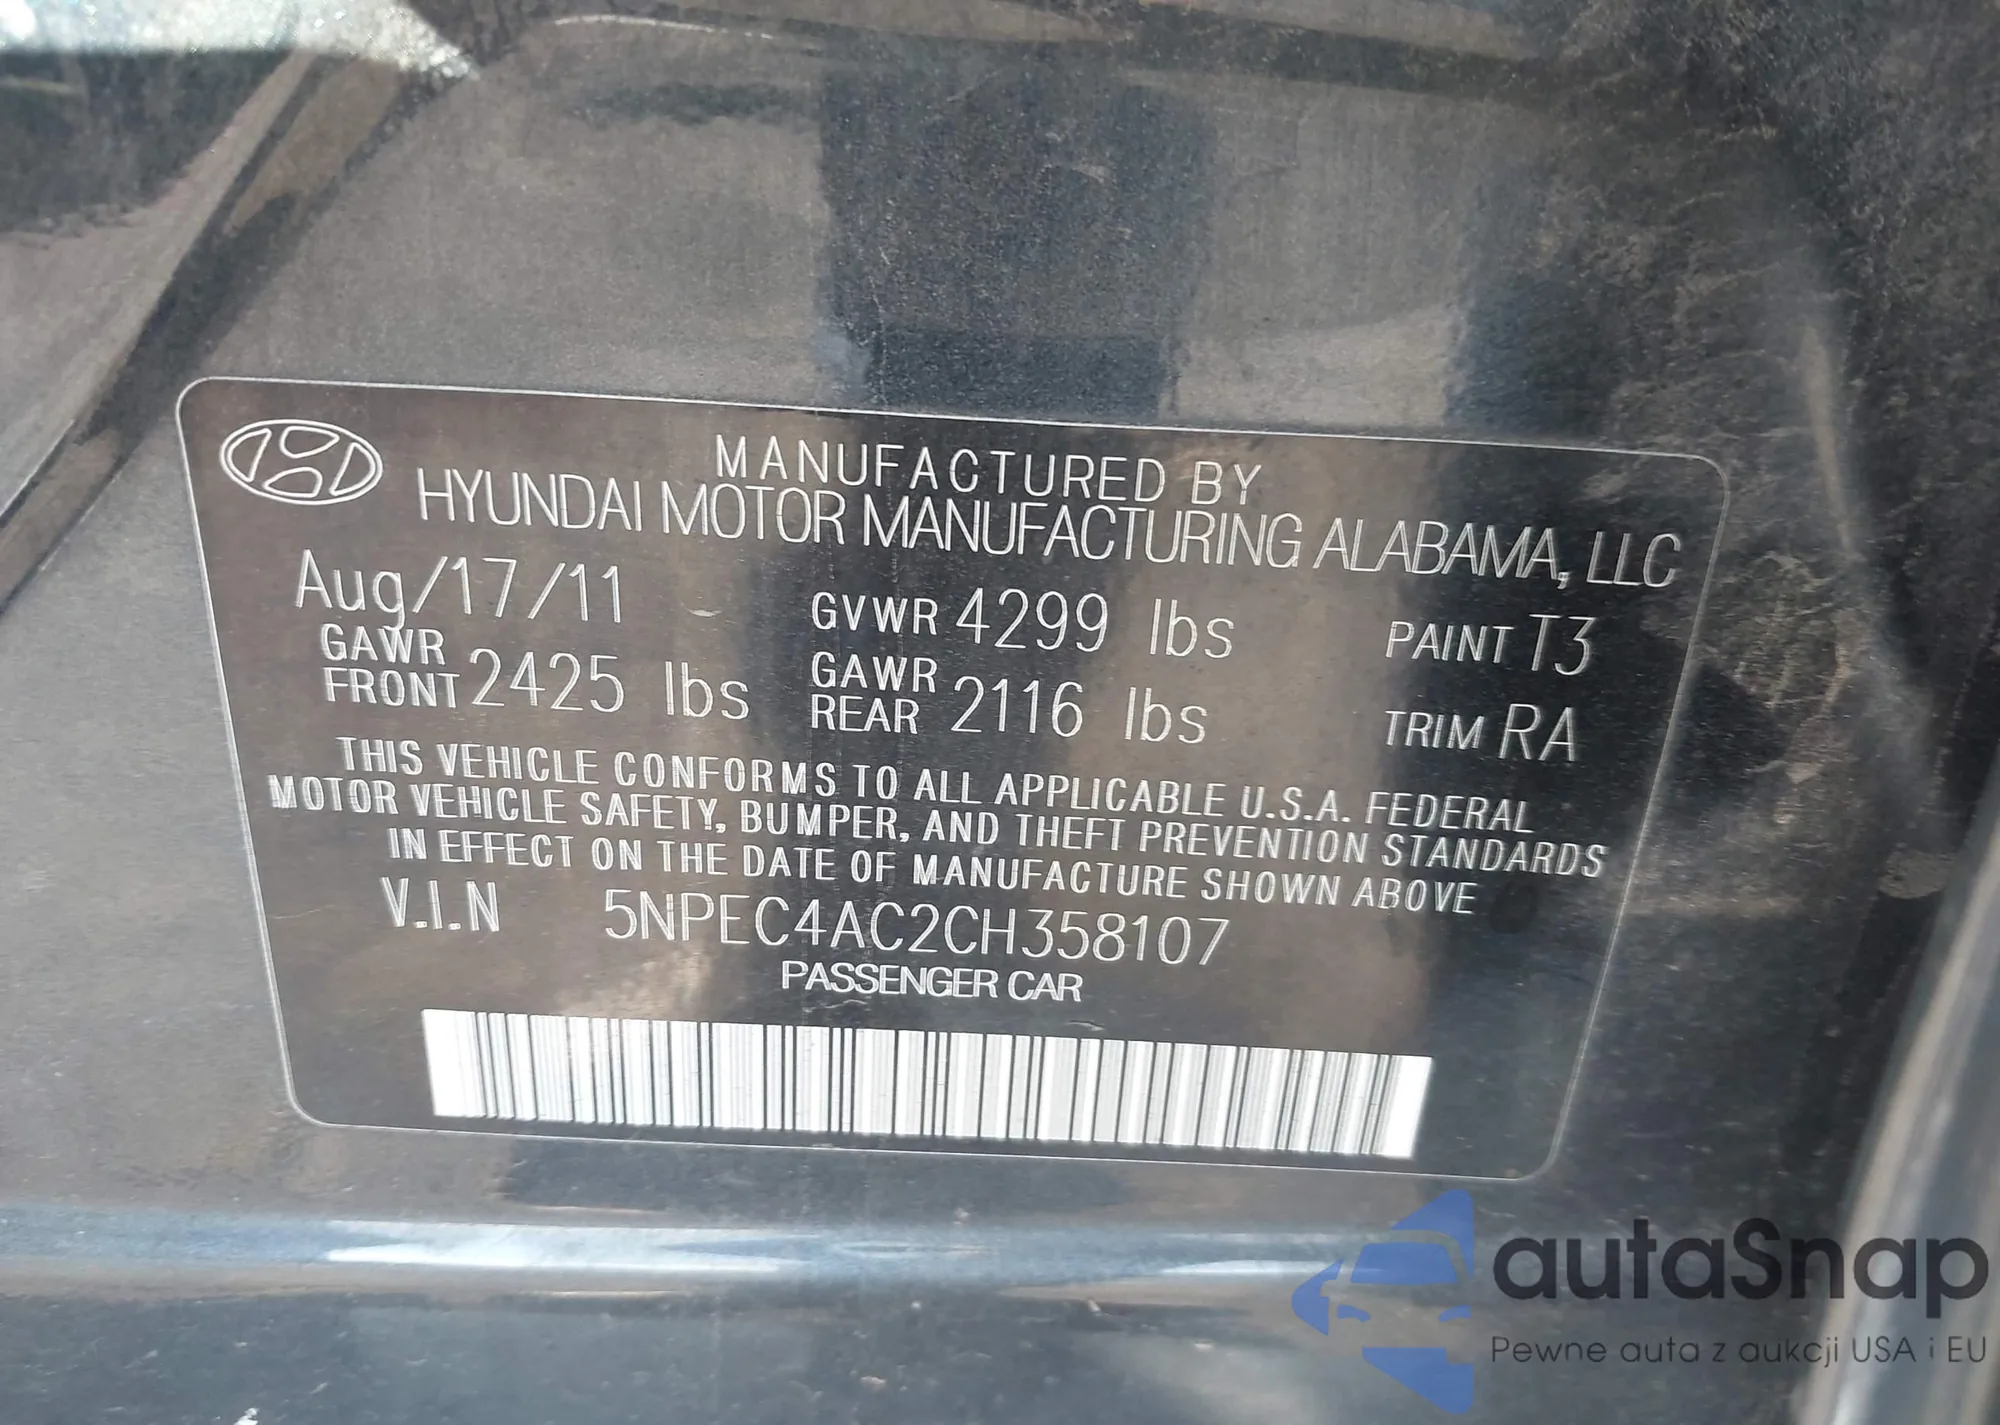 MANUFACTURED BY
HYUNDAI MOTOR MANUFACTURING ALABAMA, LLC
Aug/17/11 GVWR 4299 lbs PAINT T3
GAWR FRONT 2425 lbs GAWR REAR 2116 lbs TRIM RA
THIS VEHICLE CONFORMS TO ALL APPLICABLE U.S.A. FEDERAL
MOTOR VEHICLE SAFETY, BUMPER, AND THEFT PREVENTION STANDARDS
IN EFFECT ON THE DATE OF MANUFACTURE SHOWN ABOVE
V.I.N 5NPEC4AC2CH358107
PASSENGER CAR
autaSnap
Pewne auta z aukcji USA i EU